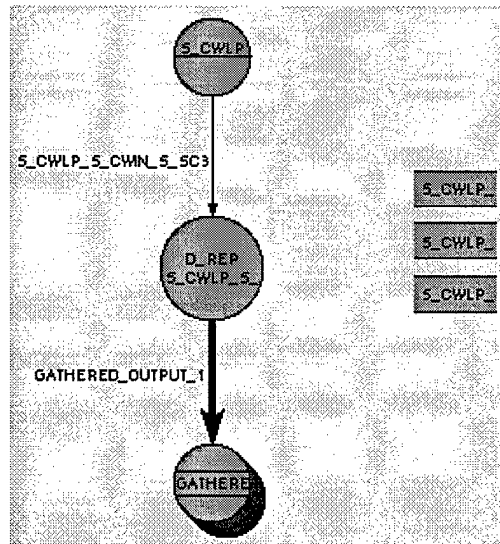 S_CWLP
S_CWLP_S_CWIN_S_SC3
S_CWLP_
D_REP
S_CWLP_
S_CWLP_S_
S_CWLP_
GATHERED_OUTPUT_1
GATHERE